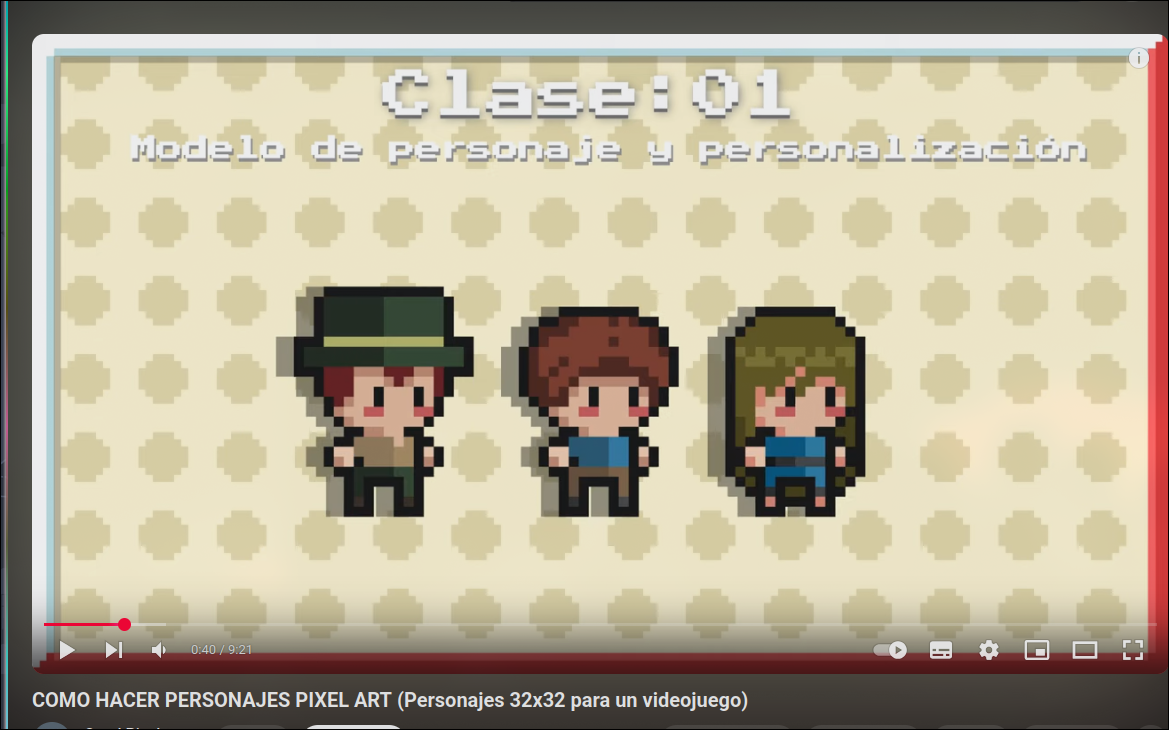 Clase:01
Modelo de personaje y personalización
0:40 / 9:21
COMO HACER PERSONAJES PIXEL ART (Personajes 32x32 para un videojuego)